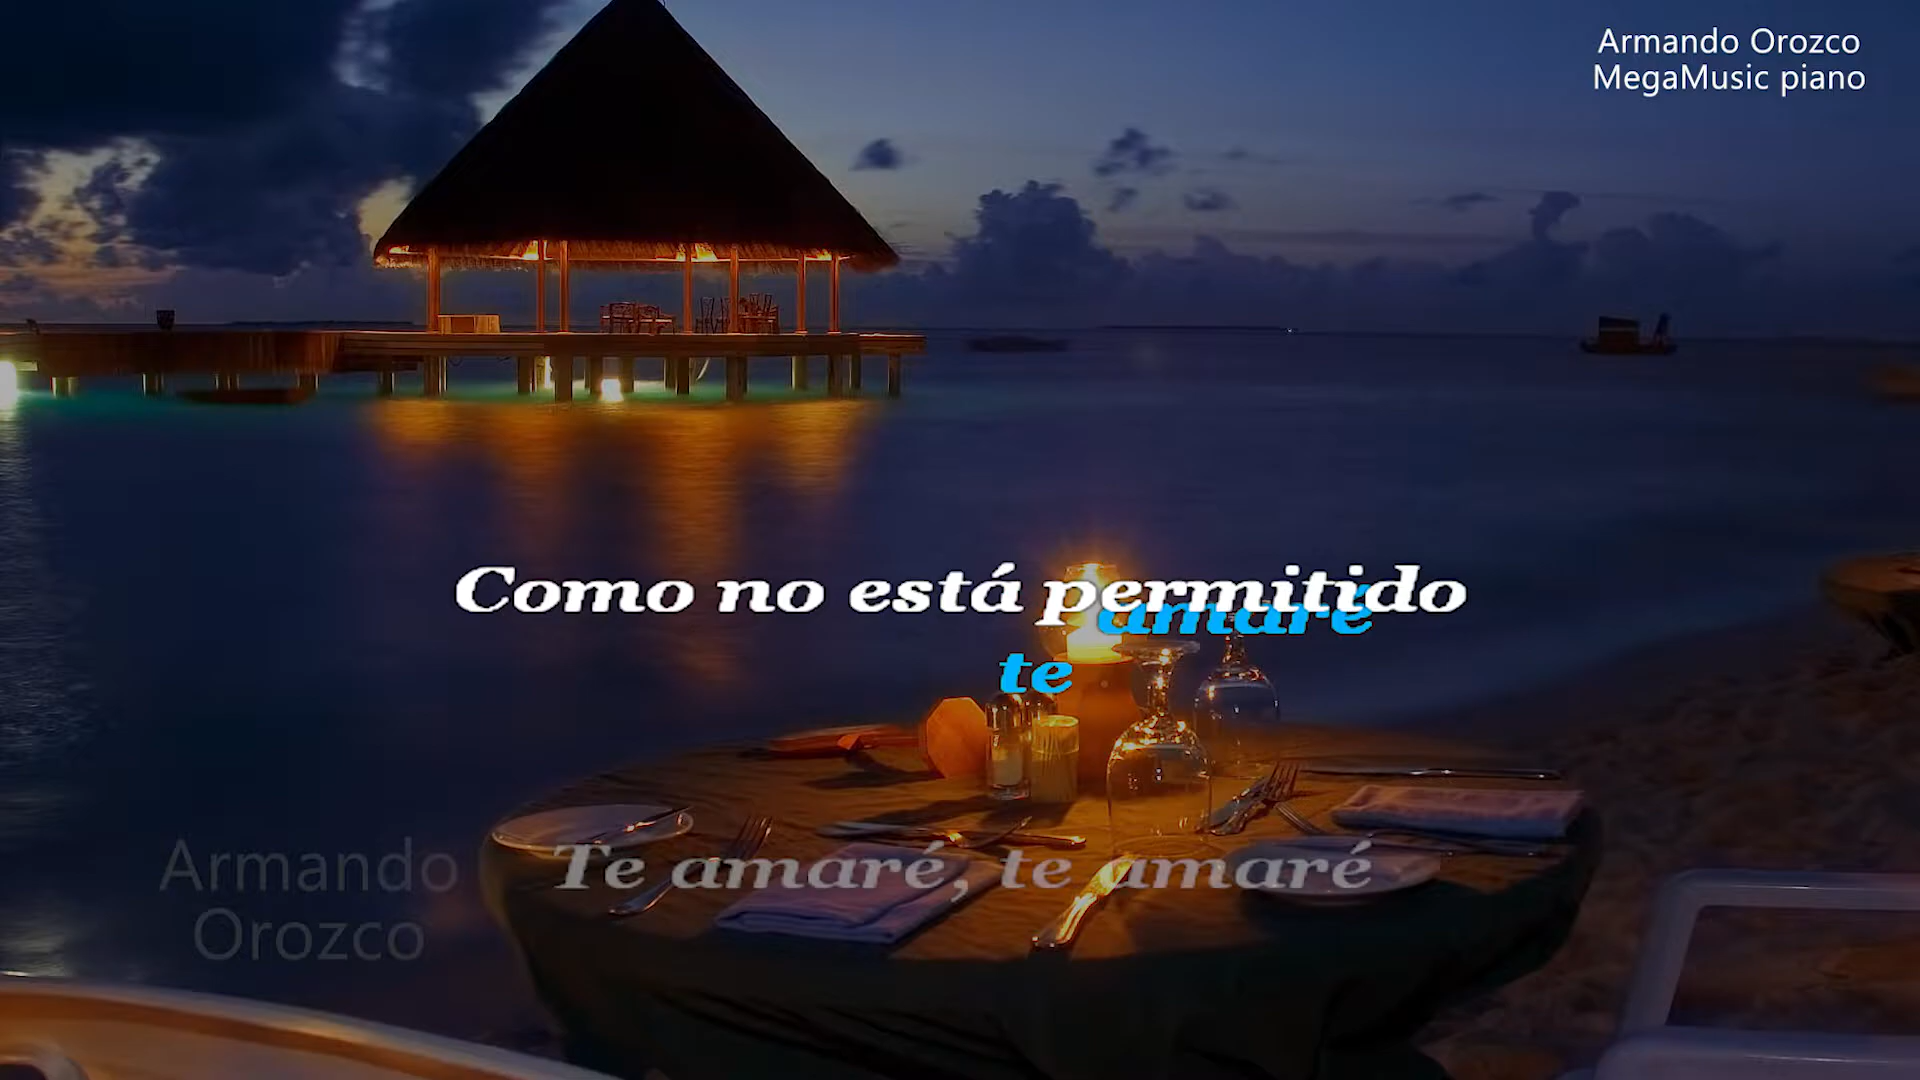 Armando Orozco
MegaMusic piano
Como no está permitido
amaré
te
Te amaré, te amaré
Armando
Orozco